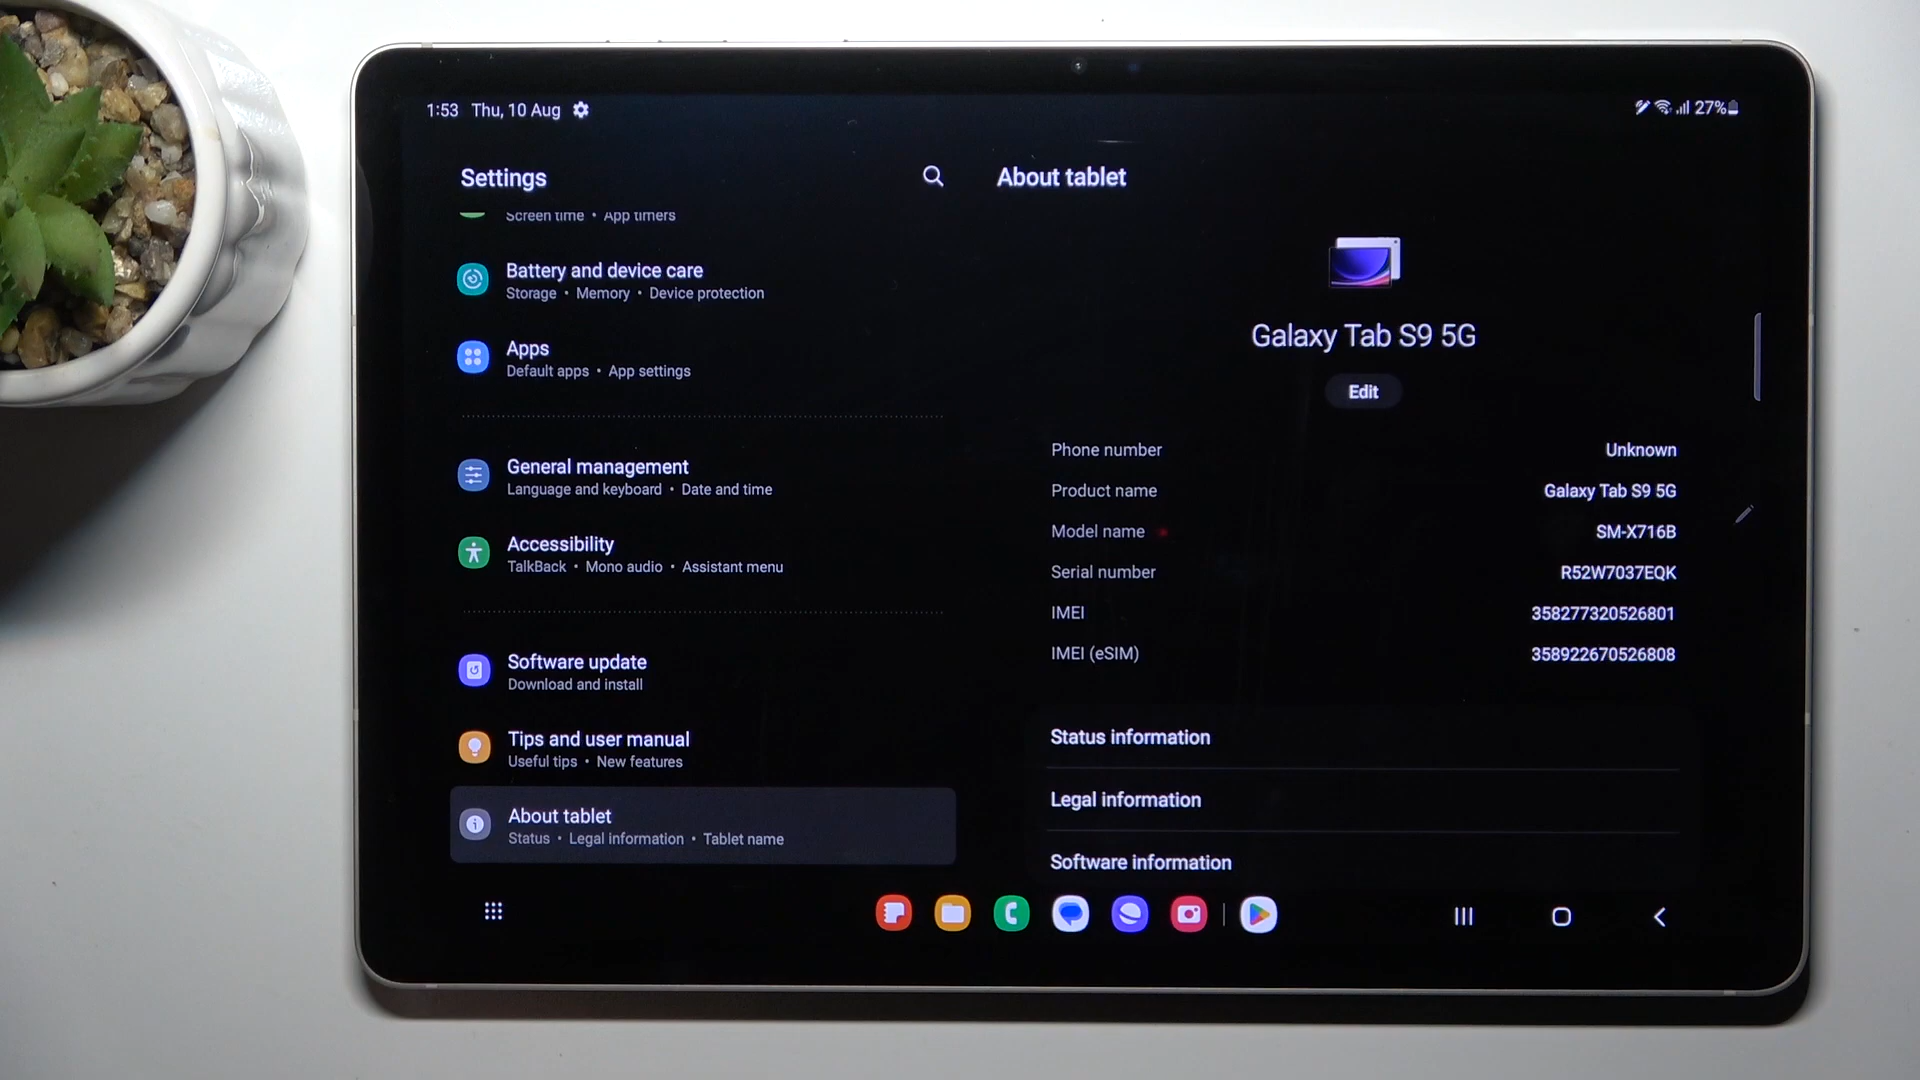 1:53 Thu, 10 Aug
27%
Settings
Screen time • App timers
Battery and device care
Storage • Memory • Device protection
Apps
Default apps • App settings
General management
Language and keyboard • Date and time
Accessibility
TalkBack • Mono audio • Assistant menu
Software update
Download and install
Tips and user manual
Useful tips • New features
About tablet
Status • Legal information • Tablet name
About tablet
Galaxy Tab S9 5G
Edit
Phone number Unknown
Product name Galaxy Tab S9 5G
Model name SM-X716B
Serial number R52W7037EQK
IMEI 358277320526801
IMEI (eSIM) 358922670526808
Status information
Legal information
Software information